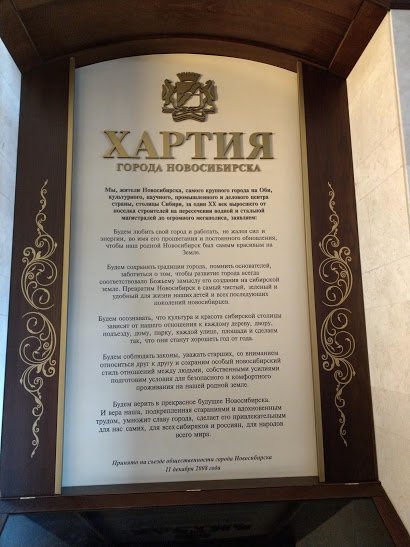 ХАРТИЯ
ГОРОДА НОВОСИБИРСКА
Мы, жители Новосибирска, самого крупного города на Оби,
культурного, научного, промышленного и делового центра
страны, столицы Сибири, за один XX век выросшего от
поселка строителей на пересечении водной и стальной
магистралей до огромного мегаполиса, заявляем:
Будем любить свой город и работать, не жалея сил и
энергии, во имя его процветания и постоянного обновления,
чтобы наш родной Новосибирск был самым красивым на
Земле.
Будем сохранять традиции города, помнить основателей,
заботиться о том, чтобы развитие города всегда
соответствовало Божьему замыслу его создания на сибирской
земле. Превратим Новосибирск в самый чистый, зеленый и
удобный для жизни наших детей и всех последующих
поколений новосибирцев.
Будем осознавать, что культура и красота сибирской столицы
зависят от нашего отношения к каждому дереву, двору,
подъезду, дому, парку, каждой улице, площади и сделаем
так, что они станут хорошеть год от года.
Будем соблюдать законы, уважать старших, со вниманием
относиться друг к другу и сохраним особый новосибирский
стиль отношений между людьми, собственными усилиями
подготовим условия для безопасного и комфортного
проживания на нашей родной земле.
Будем верить в прекрасное будущее Новосибирска.
И вера наша, подкрепленная стараниями и вдохновенным
трудом, умножит славу города, сделает его привлекательным
для нас самих, для всех сибиряков и россиян, для народов
всего мира.
Принято на съезде общественности города Новосибирска
11 декабря 2008 года